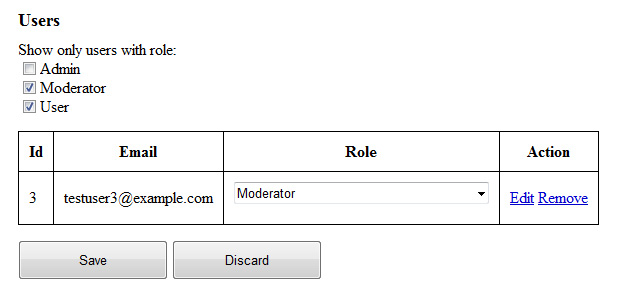 Users
Show only users with role:
Admin
Moderator
User
Id Email Role Action
3 testuser3@example.com Moderator Edit Remove
Save Discard